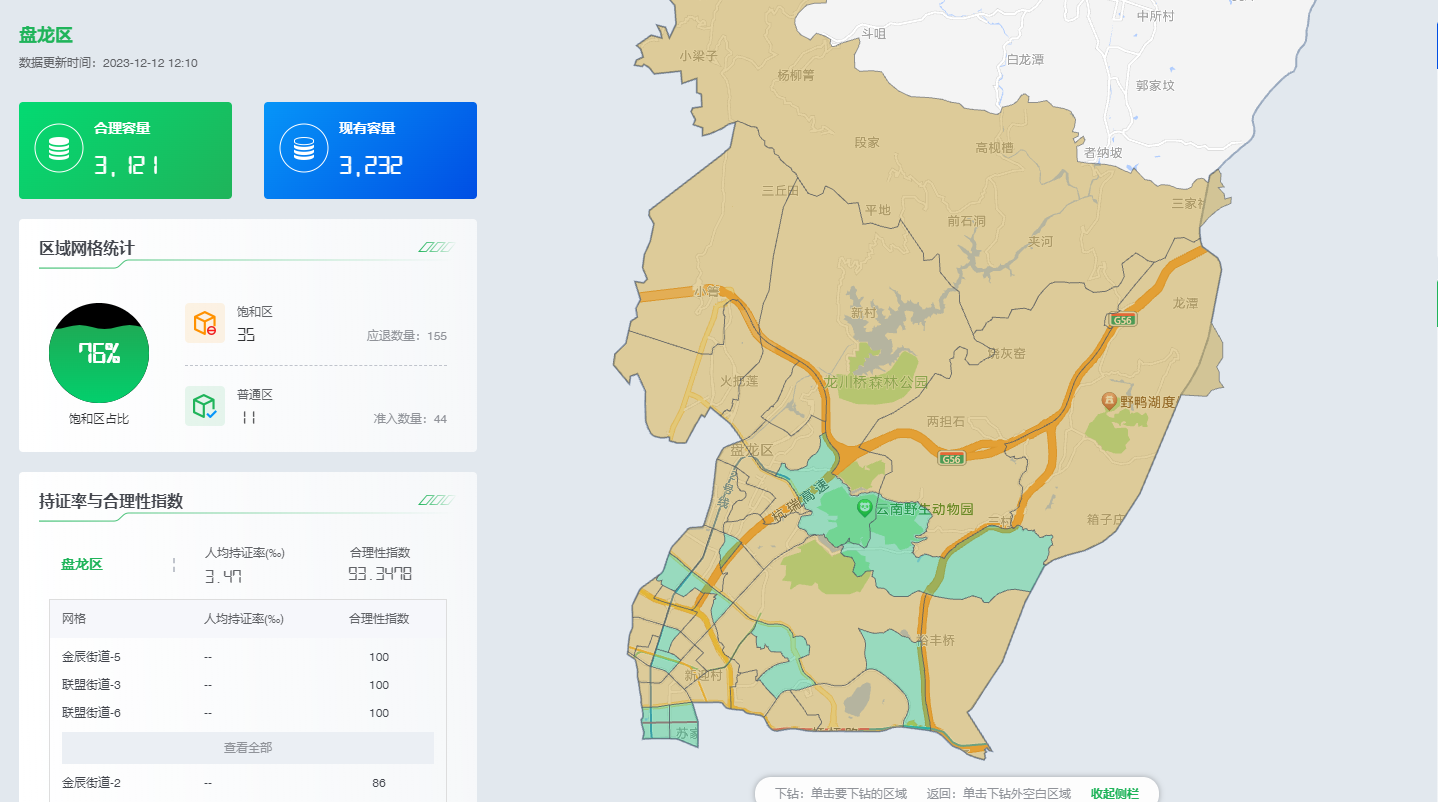 盘龙区
数据更新时间：2023-12-12 12:10
合理容量
3,121
现有容量
3,232
区域网格统计
76%
饱和区占比
饱和区
35
应退数量：155
普通区
11
准入数量：44
持证率与合理性指数
盘龙区
人均持证率(‰)
3.47
合理性指数
93.3478
网格 人均持证率(‰) 合理性指数
金辰街道-5 -- 100
联盟街道-3 -- 100
联盟街道-6 -- 100
查看全部
金辰街道-2 -- 86
中所村
斗咀
小梁子
白龙潭
杨柳箐
郭家坟
段家
高枧槽
者纳坡
三丘田
平地
三家村
前石洞
夹河
小哨
龙潭
新村
G56
烧灰窑
火把莲
龙川桥森林公园
野鸭湖度
两担石
盘龙区
G56
2号线
杭瑞高速
云南野生动物园
三村
箱子庄
裕丰桥
新迎村
苏家
下钻：单击要下钻的区域 返回：单击下钻外空白区域 收起侧栏